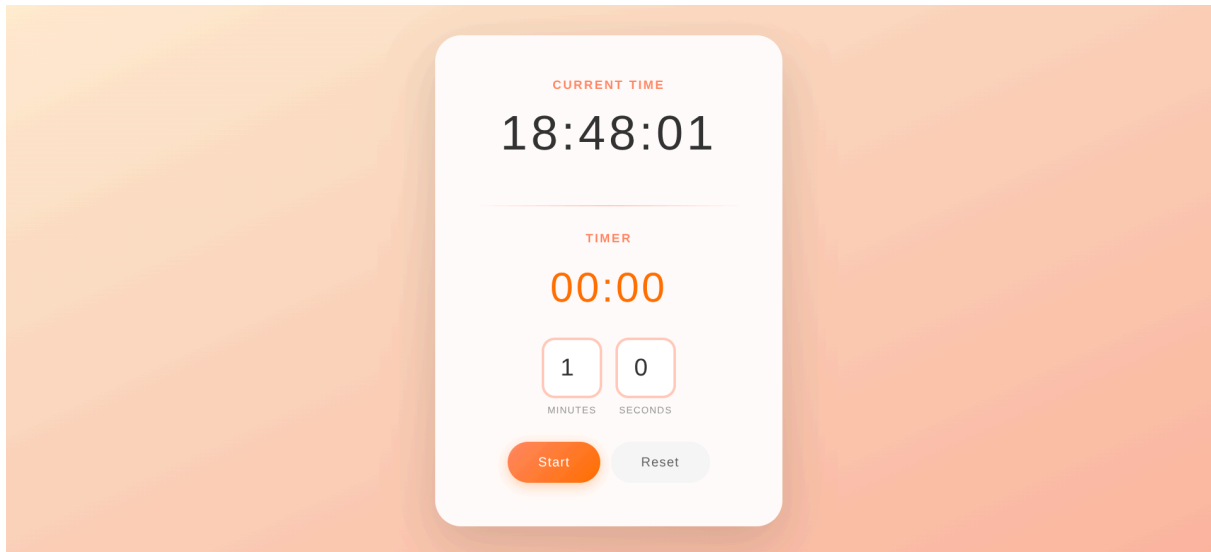 CURRENT TIME
18:48:01
TIMER
00:00
1 0
MINUTES SECONDS
Start Reset